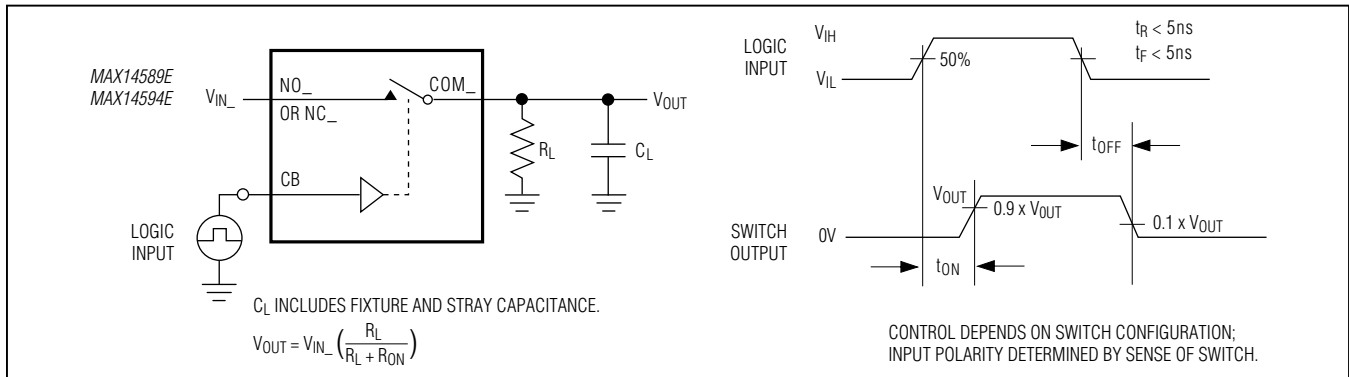 MAX14589E
MAX14594E
V_IN_
NO_
OR NC_
COM_
V_OUT
R_L
C_L
CB
LOGIC
INPUT
C_L INCLUDES FIXTURE AND STRAY CAPACITANCE.
V_OUT = V_IN_ (R_L / (R_L + R_ON))
LOGIC
INPUT
V_IH
V_IL
50%
t_R < 5ns
t_F < 5ns
t_OFF
SWITCH
OUTPUT
V_OUT
0V
0.9 x V_OUT
0.1 x V_OUT
t_ON
CONTROL DEPENDS ON SWITCH CONFIGURATION;
INPUT POLARITY DETERMINED BY SENSE OF SWITCH.